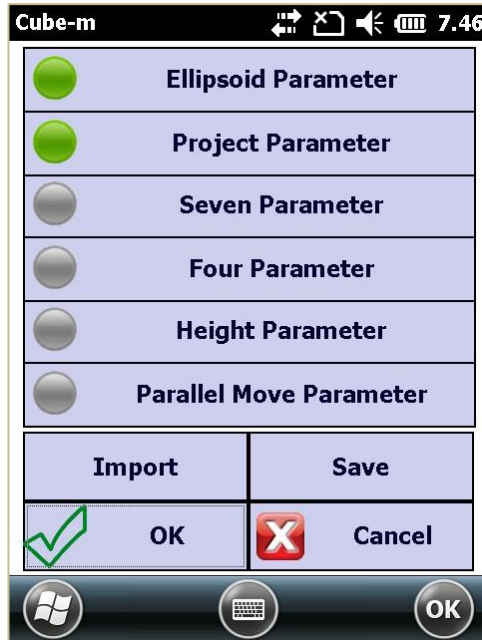 Cube-m 7.46
Ellipsoid Parameter
Project Parameter
Seven Parameter
Four Parameter
Height Parameter
Parallel Move Parameter
Import Save
OK Cancel
OK